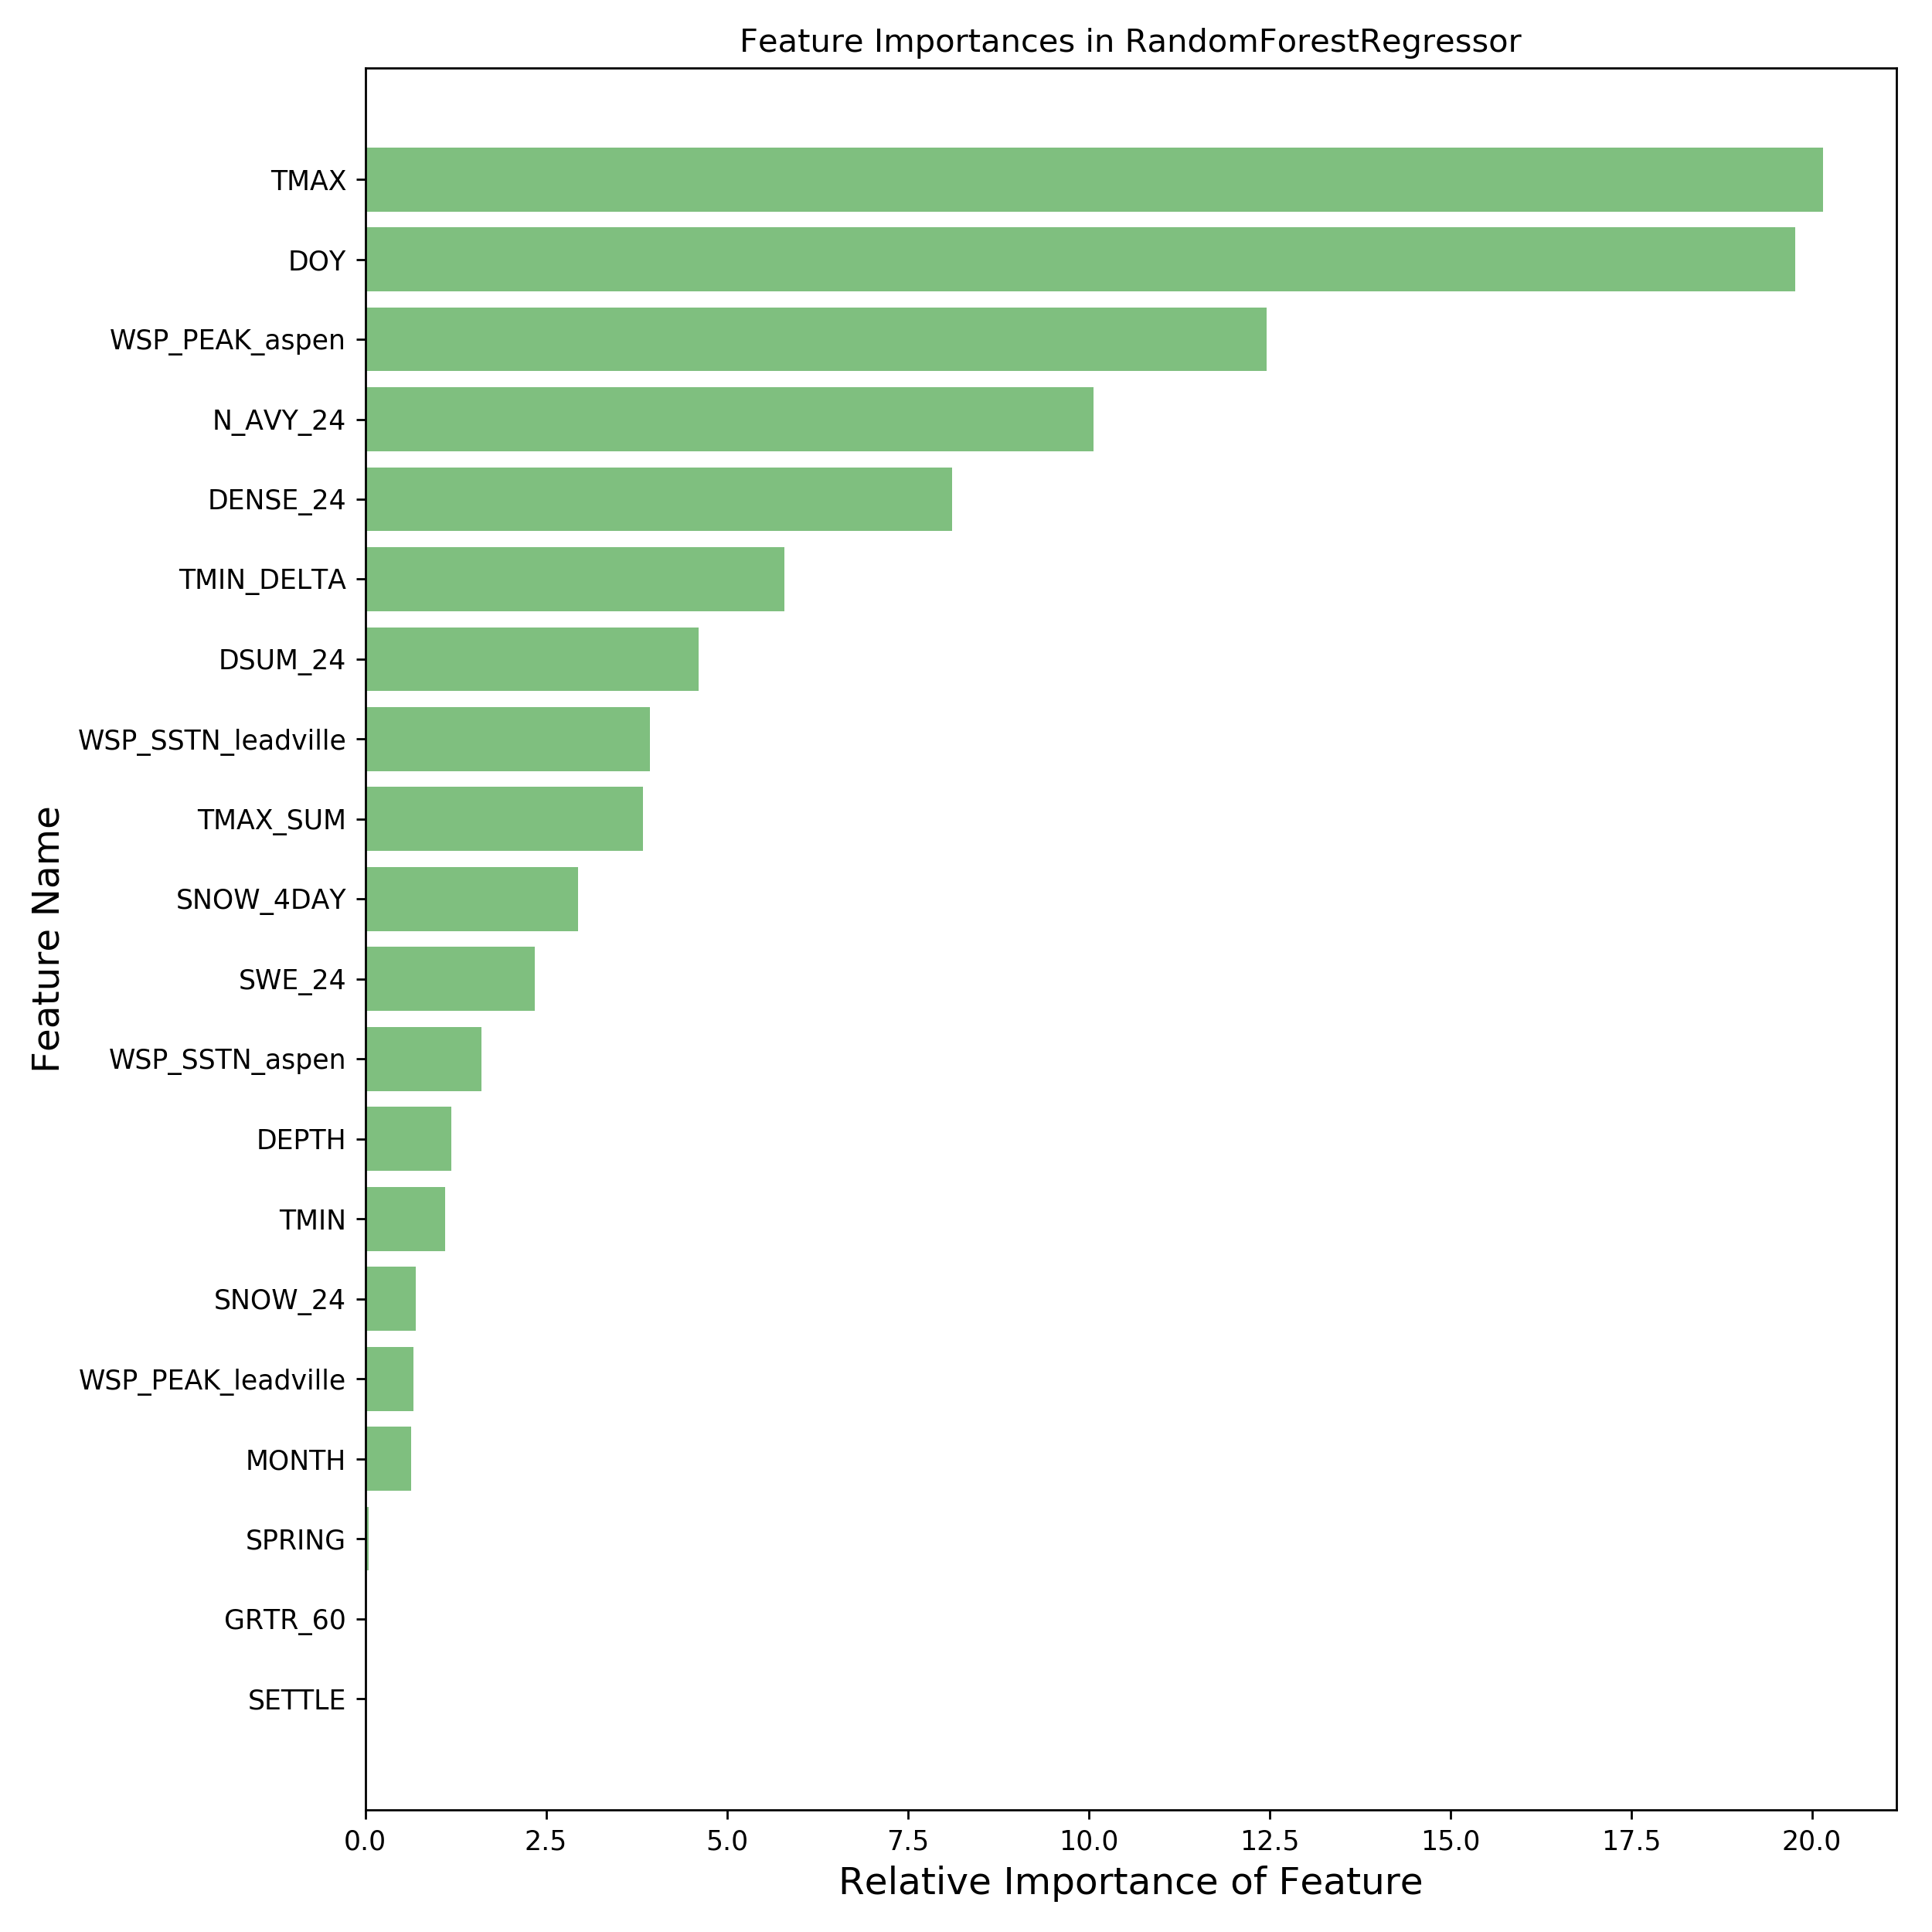 Feature Importances in RandomForestRegressor
TMAX
DOY
WSP_PEAK_aspen
N_AVY_24
DENSE_24
TMIN_DELTA
DSUM_24
WSP_SSTN_leadville
TMAX_SUM
SNOW_4DAY
SWE_24
WSP_SSTN_aspen
DEPTH
TMIN
SNOW_24
WSP_PEAK_leadville
MONTH
SPRING
GRTR_60
SETTLE
Feature Name
0.0 2.5 5.0 7.5 10.0 12.5 15.0 17.5 20.0
Relative Importance of Feature